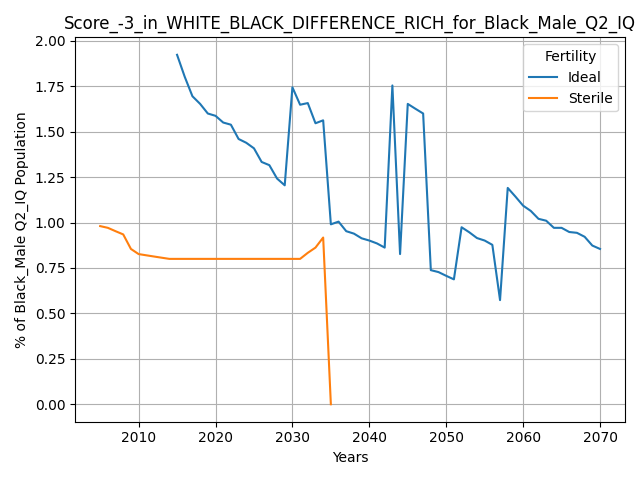 Score_-3_in_WHITE_BLACK_DIFFERENCE_RICH_for_Black_Male_Q2_IQ
% of Black_Male Q2_IQ Population
2.00
1.75
1.50
1.25
1.00
0.75
0.50
0.25
0.00
Fertility
Ideal
Sterile
2010 2020 2030 2040 2050 2060 2070
Years